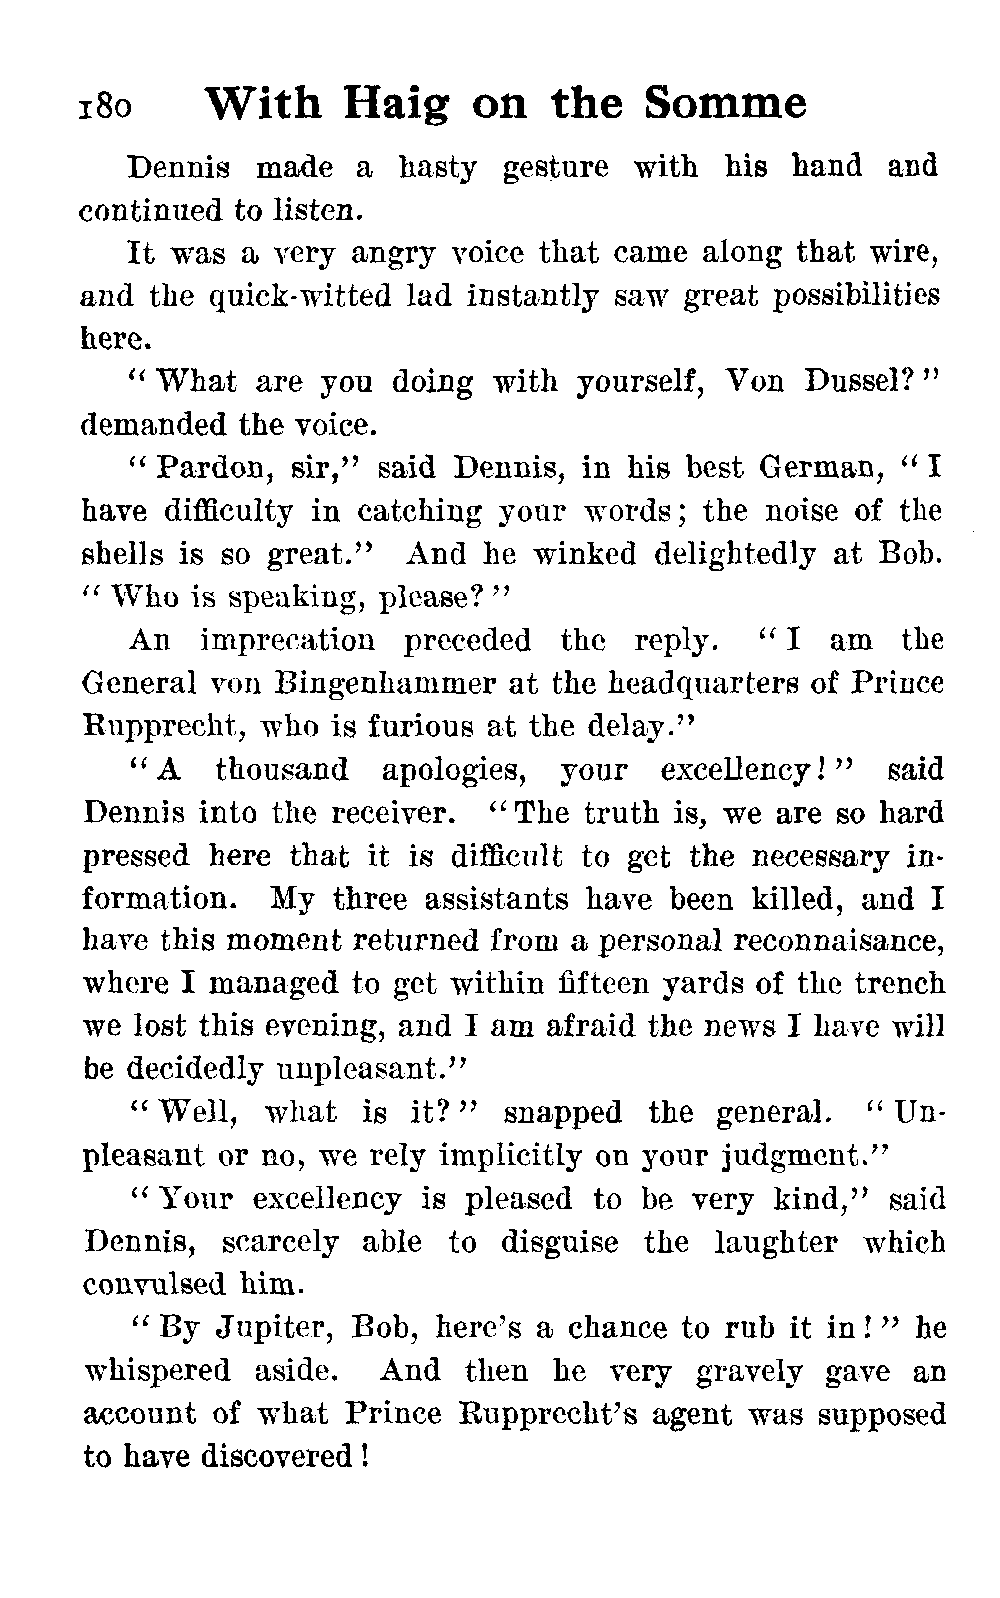 180 With Haig on the Somme
Dennis made a hasty gesture with his hand and
continued to listen.
It was a very angry voice that came along that wire,
and the quick-witted lad instantly saw great possibilities
here.
“ What are you doing with yourself, Von Dussel? ”
demanded the voice.
“ Pardon, sir,” said Dennis, in his best German, “ I
have difficulty in catching your words; the noise of the
shells is so great.” And he winked delightedly at Bob.
“ Who is speaking, please? ”
An imprecation preceded the reply. “ I am the
General von Bingenhammer at the headquarters of Prince
Rupprecht, who is furious at the delay.”
“ A thousand apologies, your excellency! ” said
Dennis into the receiver. “ The truth is, we are so hard
pressed here that it is difficult to get the necessary in-
formation. My three assistants have been killed, and I
have this moment returned from a personal reconnaisance,
where I managed to get within fifteen yards of the trench
we lost this evening, and I am afraid the news I have will
be decidedly unpleasant.”
“ Well, what is it? ” snapped the general. “ Un-
pleasant or no, we rely implicitly on your judgment.”
“ Your excellency is pleased to be very kind,” said
Dennis, scarcely able to disguise the laughter which
convulsed him.
“ By Jupiter, Bob, here’s a chance to rub it in! ” he
whispered aside. And then he very gravely gave an
account of what Prince Rupprecht’s agent was supposed
to have discovered!